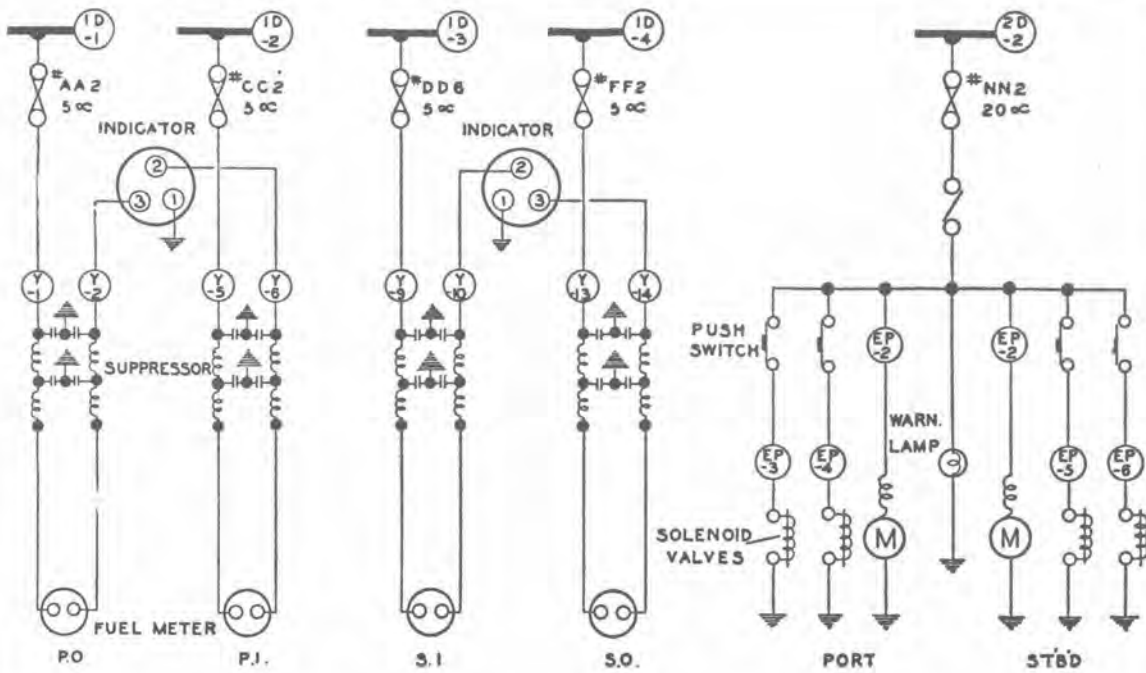 1D -1
1D -2
1D -3
1D -4
2D -2
#AA2 5∝
#CC2 5∝
#DD6 5∝
#FF2 5∝
#NN2 20∝
INDICATOR
INDICATOR
2
3
1
2
1
3
Y -1
Y -2
Y -5
Y -6
Y -9
Y -10
Y -13
Y -14
SUPPRESSOR
PUSH SWITCH
EP -2
EP -2
WARN. LAMP
EP -3
EP -4
EP -5
EP -6
SOLENOID VALVES
M
M
FUEL METER
P.O
P.I.
S.I
S.O.
PORT
ST'B'D